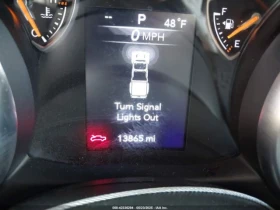 -- P 48°F
0 MPH
H
F
E
Turn Signal
Lights Out
13865 mi